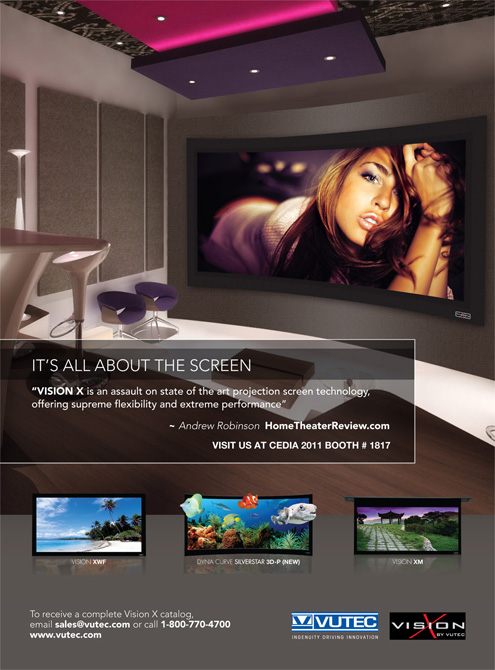 IT'S ALL ABOUT THE SCREEN
"VISION X is an assault on state of the art projection screen technology,
offering supreme flexibility and extreme performance"
~ Andrew Robinson HomeTheaterReview.com
VISIT US AT CEDIA 2011 BOOTH # 1817
VISION XWF
DYNA CURVE SILVERSTAR 3D-P (NEW)
VISION XM
To receive a complete Vision X catalog,
email sales@vutec.com or call 1-800-770-4700
www.vutec.com
VUTEC
INGENUITY DRIVING INNOVATION
VISION X
BY VUTEC